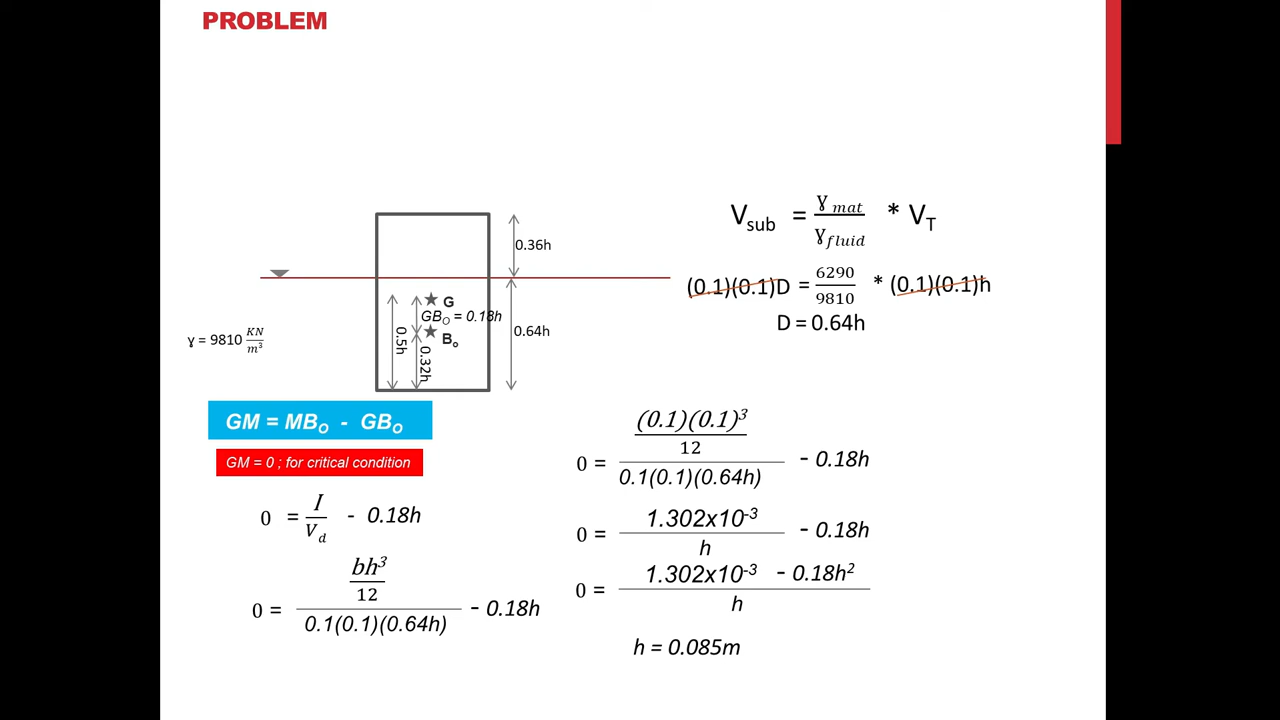 PROBLEM
V_sub = ɣ_mat / ɣ_fluid * V_T
(0.1)(0.1)D = 6290/9810 * (0.1)(0.1)h
D = 0.64h
0.36h
G
GB_O = 0.18h
B_o
0.5h
0.32h
0.64h
ɣ = 9810 KN/m³
GM = MB_O - GB_O
GM = 0 ; for critical condition
0 = I/V_d - 0.18h
0 = (bh³/12) / 0.1(0.1)(0.64h) - 0.18h
0 = ((0.1)(0.1)³/12) / 0.1(0.1)(0.64h) - 0.18h
0 = 1.302x10⁻³ / h - 0.18h
0 = 1.302x10⁻³ - 0.18h² / h
h = 0.085m